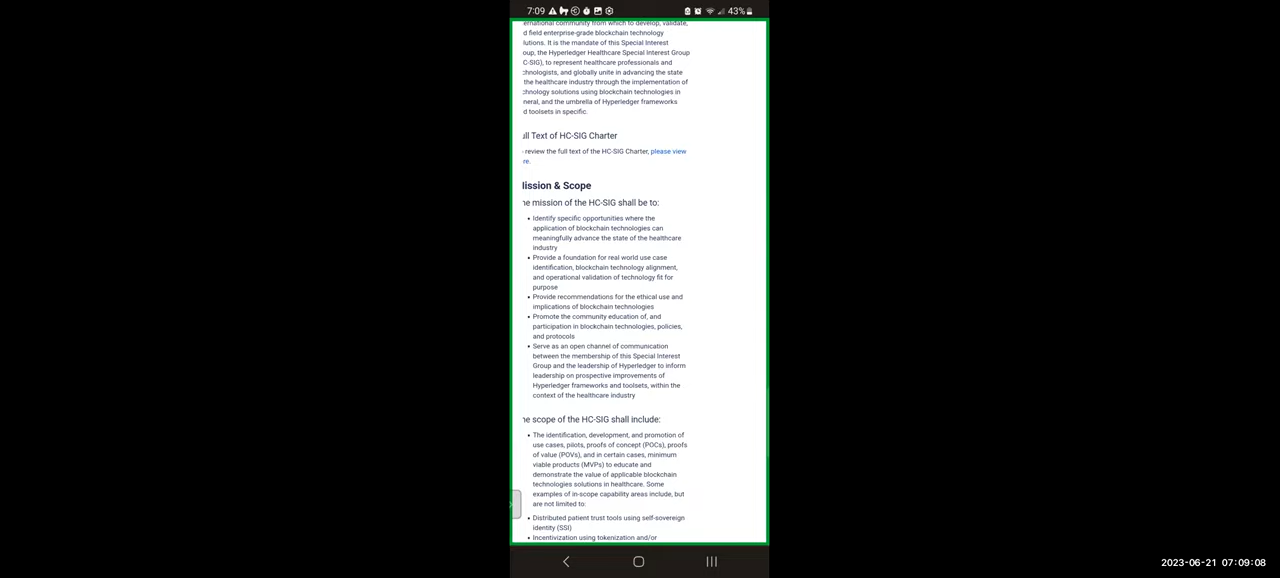 7:09
43%
ernational community from which to develop, validate,
d field enterprise-grade blockchain technology
lutions. It is the mandate of this Special Interest
oup, the Hyperledger Healthcare Special Interest Group
C-SIG), to represent healthcare professionals and
chnologists, and globally unite in advancing the state
the healthcare industry through the implementation of
chnology solutions using blockchain technologies in
neral, and the umbrella of Hyperledger frameworks
d toolsets in specific.
ull Text of HC-SIG Charter
review the full text of the HC-SIG Charter, please view
re.
lission & Scope
he mission of the HC-SIG shall be to:
• Identify specific opportunities where the
application of blockchain technologies can
meaningfully advance the state of the healthcare
industry
• Provide a foundation for real world use case
identification, blockchain technology alignment,
and operational validation of technology fit for
purpose
• Provide recommendations for the ethical use and
implications of blockchain technologies
• Promote the community education of, and
participation in blockchain technologies, policies,
and protocols
• Serve as an open channel of communication
between the membership of this Special Interest
Group and the leadership of Hyperledger to inform
leadership on prospective improvements of
Hyperledger frameworks and toolsets, within the
context of the healthcare industry
he scope of the HC-SIG shall include:
• The identification, development, and promotion of
use cases, pilots, proofs of concept (POCs), proofs
of value (POVs), and in certain cases, minimum
viable products (MVPs) to educate and
demonstrate the value of applicable blockchain
technologies solutions in healthcare. Some
examples of in-scope capability areas include, but
are not limited to:
• Distributed patient trust tools using self-sovereign
identity (SSI)
• Incentivization using tokenization and/or
2023-06-21 07:09:08